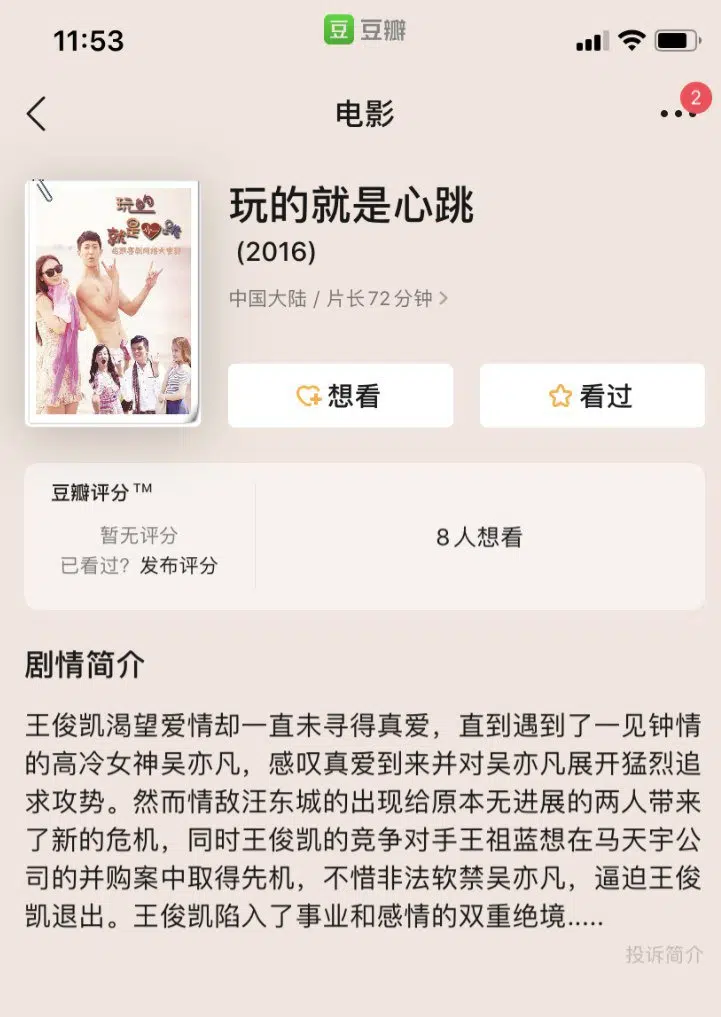 11:53
豆 豆瓣
电影
2
玩的
就是心跳
玩的就是心跳
(2016)
中国大陆 / 片长72分钟
想看
看过
豆瓣评分™
暂无评分
已看过? 发布评分
8人想看
剧情简介
王俊凯渴望爱情却一直未寻得真爱，直到遇到了一见钟情
的高冷女神吴亦凡，感叹真爱到来并对吴亦凡展开猛烈追
求攻势。然而情敌汪东城的出现给原本无进展的两人带来
了新的危机，同时王俊凯的竞争对手王祖蓝想在马天宇公
司的并购案中取得先机，不惜非法软禁吴亦凡，逼迫王俊
凯退出。王俊凯陷入了事业和感情的双重绝境.....
投诉简介